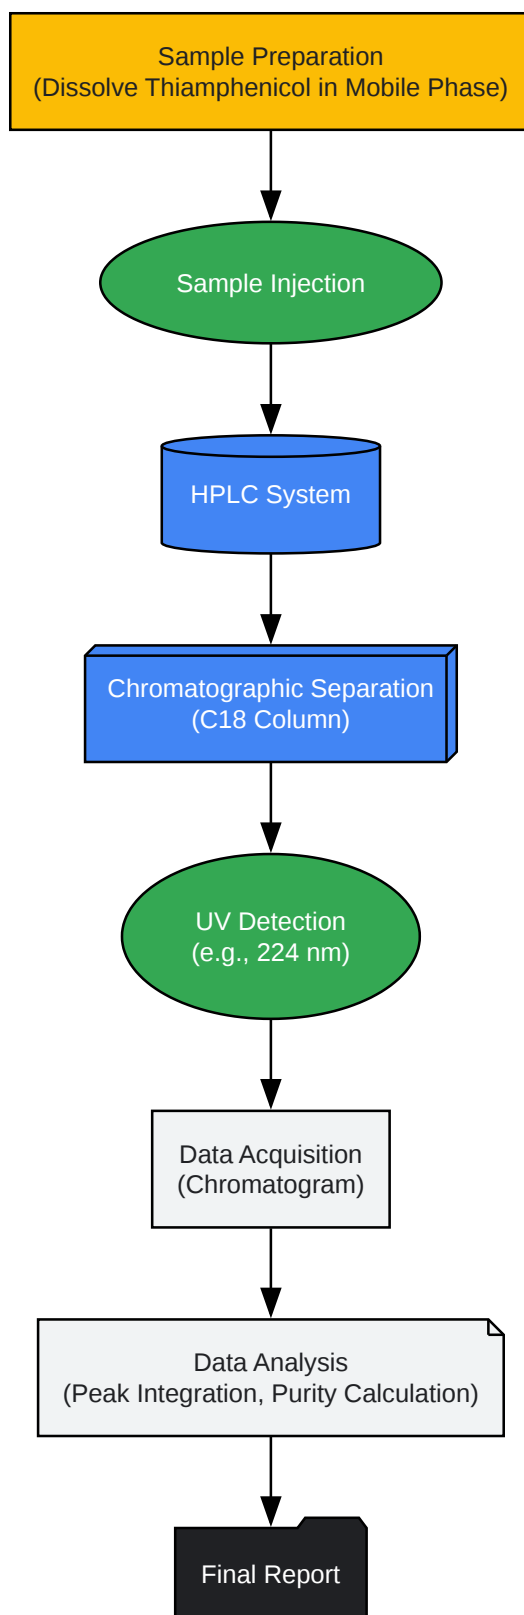 Sample Preparation
(Dissolve Thiamphenicol in Mobile Phase)
Sample Injection
HPLC System
Chromatographic Separation
(C18 Column)
UV Detection
(e.g., 224 nm)
Data Acquisition
(Chromatogram)
Data Analysis
(Peak Integration, Purity Calculation)
Final Report